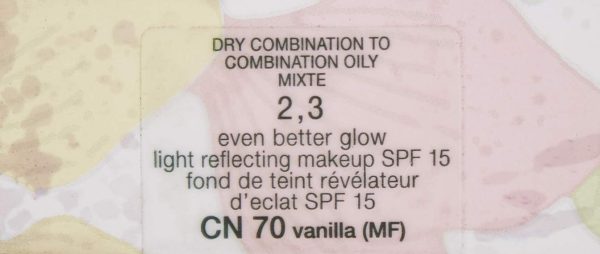 DRY COMBINATION TO
COMBINATION OILY
MIXTE
2,3
even better glow
light reflecting makeup SPF 15
fond de teint révélateur
d'eclat SPF 15
CN 70 vanilla (MF)